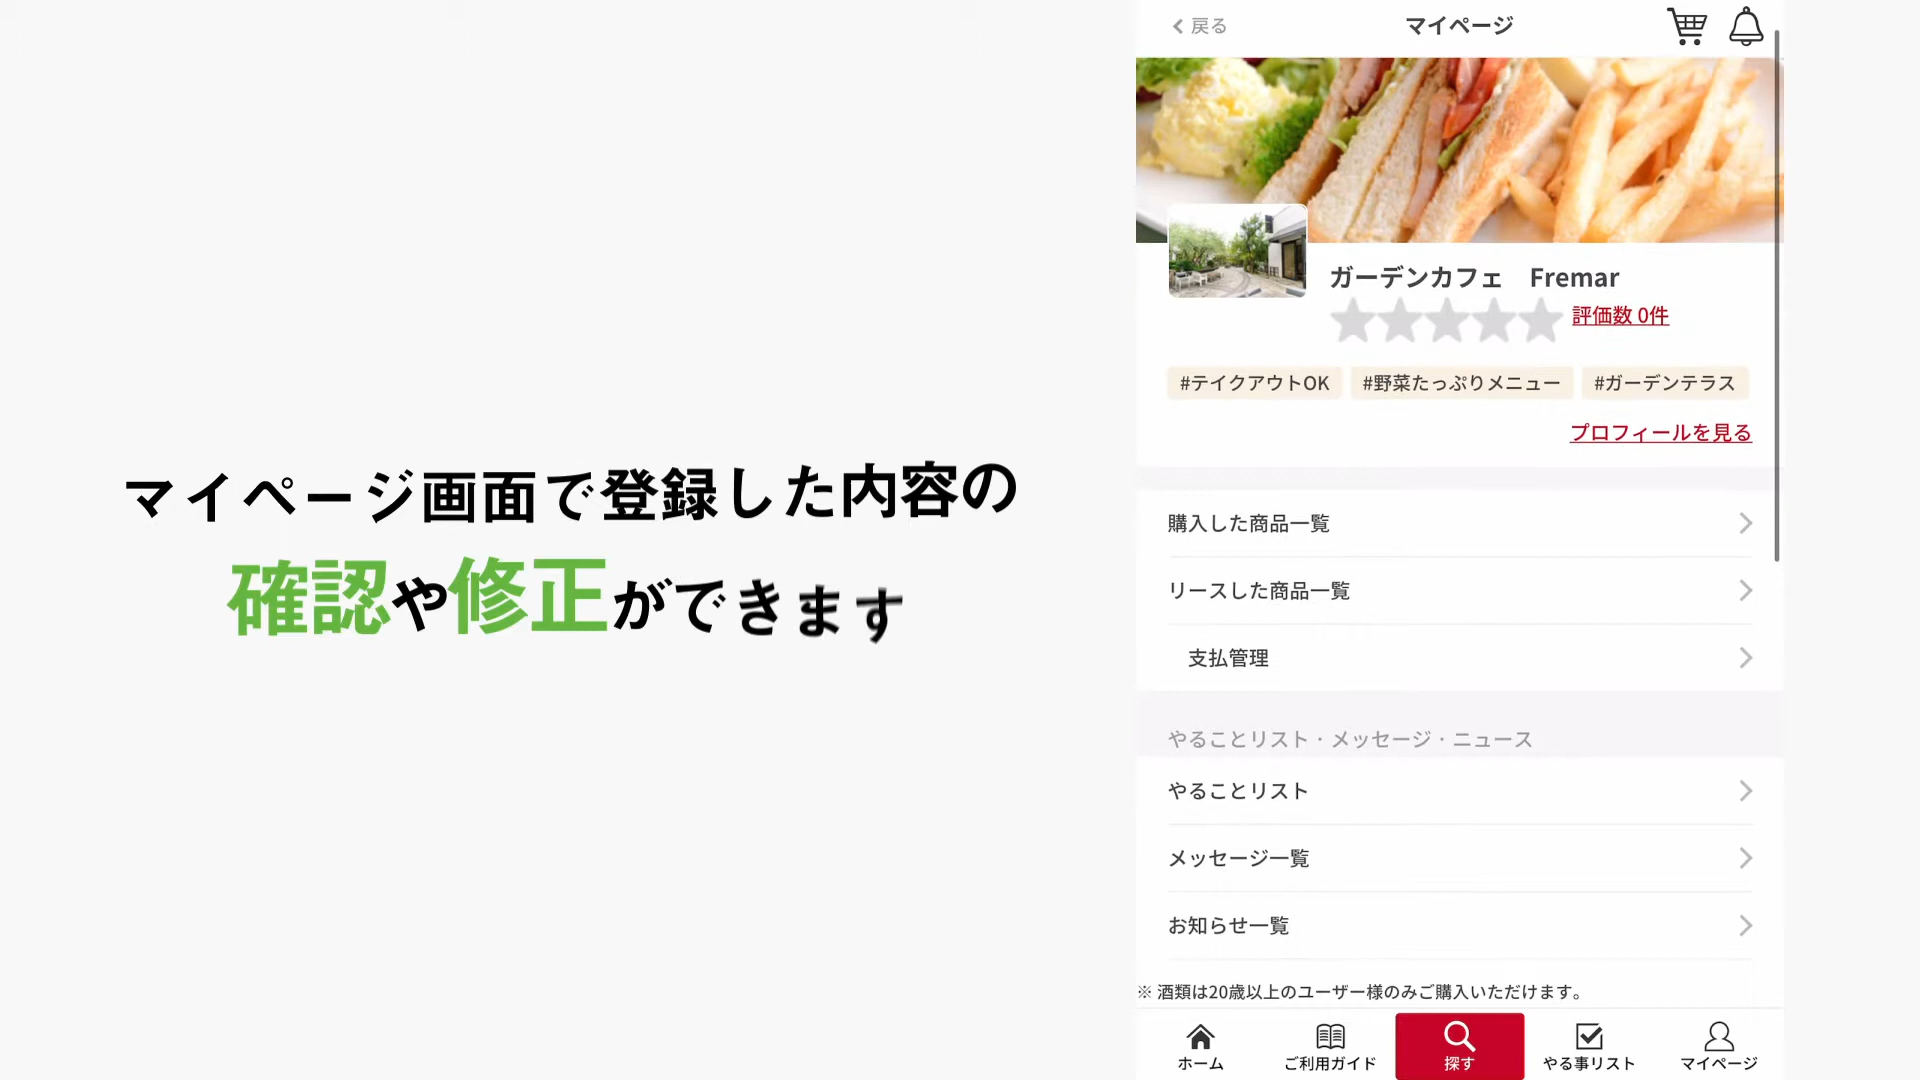 マイページ画面で登録した内容の
確認や修正ができます
戻る
マイページ
ガーデンカフェ　Fremar
評価数 0件
#テイクアウトOK #野菜たっぷりメニュー #ガーデンテラス
プロフィールを見る
購入した商品一覧
リースした商品一覧
支払管理
やることリスト・メッセージ・ニュース
やることリスト
メッセージ一覧
お知らせ一覧
※ 酒類は20歳以上のユーザー様のみご購入いただけます。
ホーム ご利用ガイド 探す やる事リスト マイページ